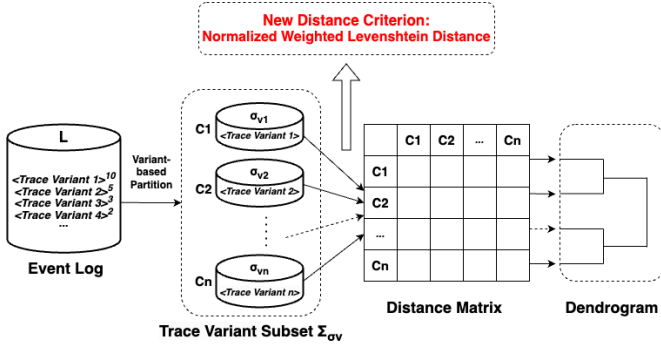 New Distance Criterion:
Normalized Weighted Levenshtein Distance
L
<Trace Variant 1>10
<Trace Variant 2>5
<Trace Variant 3>3
<Trace Variant 4>2
...
Event Log
Variant-
based
Partition
C1
σv1
<Trace Variant 1>
C2
σv2
<Trace Variant 2>
Cn
σvn
<Trace Variant n>
Trace Variant Subset Σσv
C1 C2 ... Cn
C1
C2
...
Cn
Distance Matrix
Dendrogram